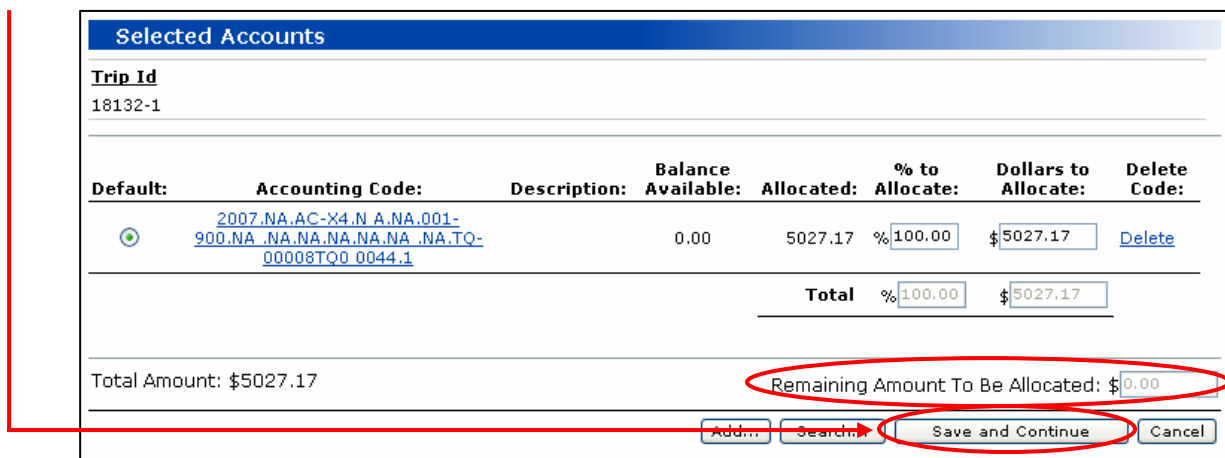 Selected Accounts
Trip Id
18132-1
Default: Accounting Code: Description: Balance Available: Allocated: % to Allocate: Dollars to Allocate: Delete Code:
2007.NA.AC-X4.N A.NA.001-
900.NA .NA.NA.NA.NA.NA .NA.TQ-
00008TQ0 0044.1
0.00 5027.17 % 100.00 $ 5027.17 Delete
Total % 100.00 $ 5027.17
Total Amount: $5027.17 Remaining Amount To Be Allocated: $ 0.00
Add... Search... Save and Continue Cancel